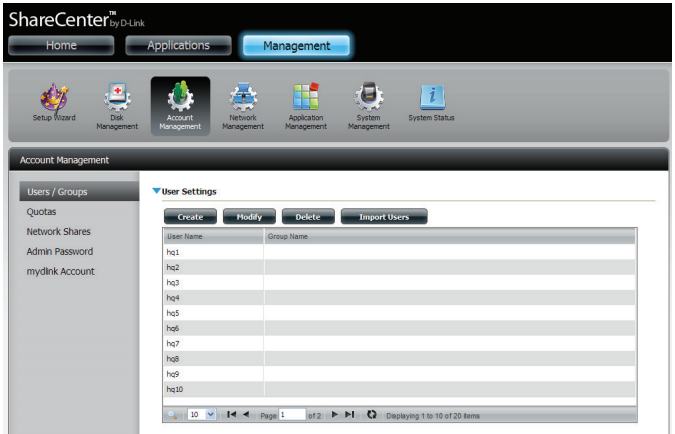 ShareCenter™ by D-Link
Home Applications Management
Setup Wizard Disk Management Account Management Network Management Application Management System Management System Status
Account Management
Users / Groups
Quotas
Network Shares
Admin Password
mydlink Account
User Settings
Create Modify Delete Import Users
User Name Group Name
hq1
hq2
hq3
hq4
hq5
hq6
hq7
hq8
hq9
hq10
10 Page 1 of 2 Displaying 1 to 10 of 20 items